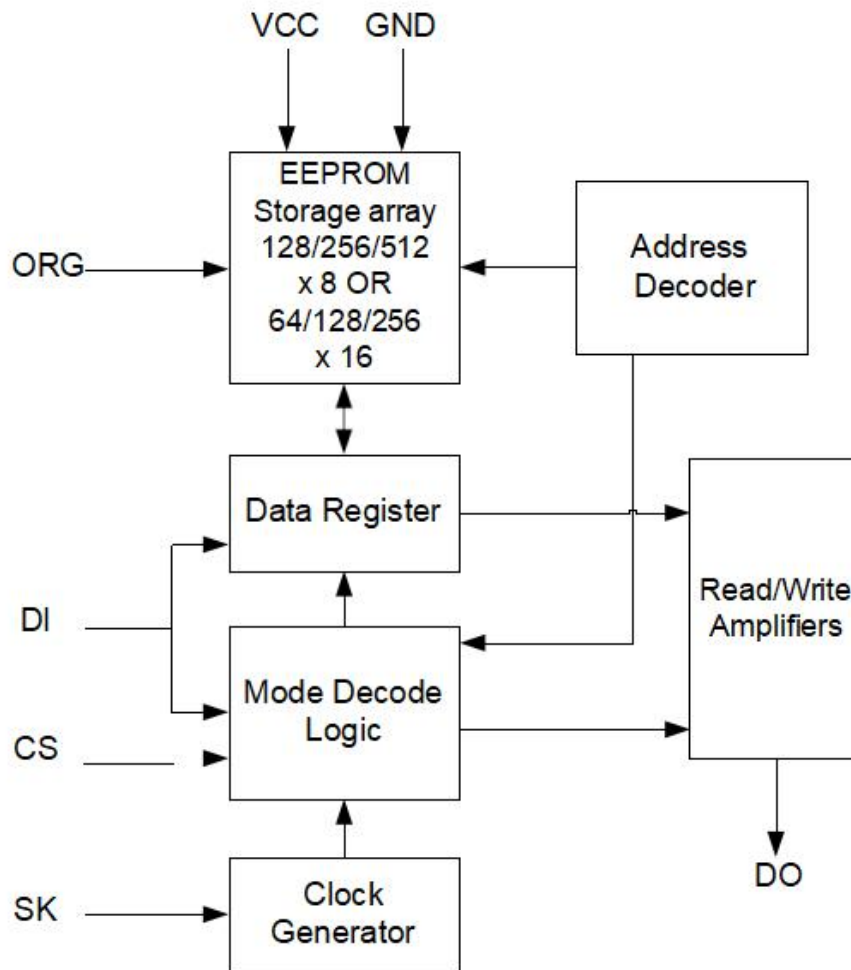 VCC
GND
EEPROM
Storage array
128/256/512
x 8 OR
64/128/256
x 16
ORG
Address
Decoder
Data Register
DI
Read/Write
Amplifiers
Mode Decode
Logic
CS
DO
SK
Clock
Generator